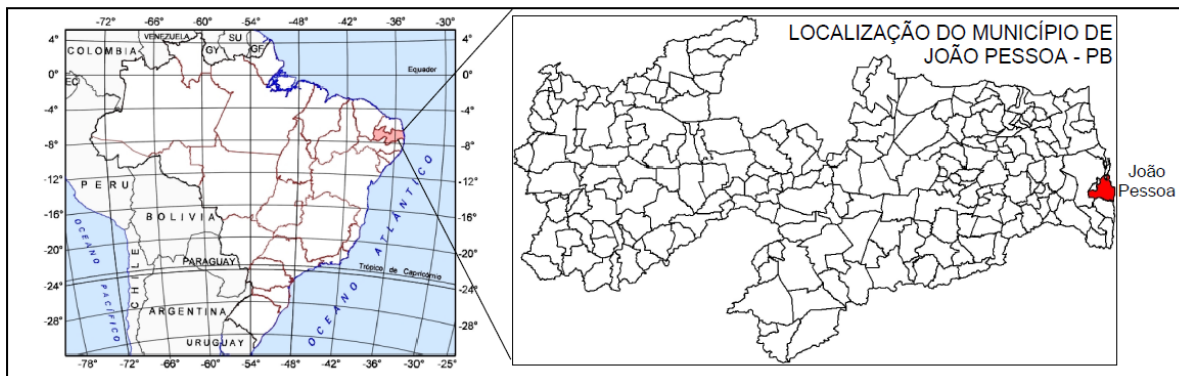 -72° -66° -60° -54° -48° -42° -36° -30°
4°
0°
-4°
-8°
-12°
-16°
-20°
-24°
-28°
4°
0°
-4°
-8°
-12°
-16°
-20°
-24°
-28°
-78° -72° -66° -60° -54° -48° -42° -36° -30° -25°
COLOMBIA
VENEZUELA
GY
SU
GF
EC
Equador
PERU
BOLIVIA
PARAGUAY
CHILE
ARGENTINA
URUGUAY
Trópico de Capricórnio
OCEANO PACÍFICO
OCEANO ATLÂNTICO
LOCALIZAÇÃO DO MUNICÍPIO DE
JOÃO PESSOA - PB
João
Pessoa